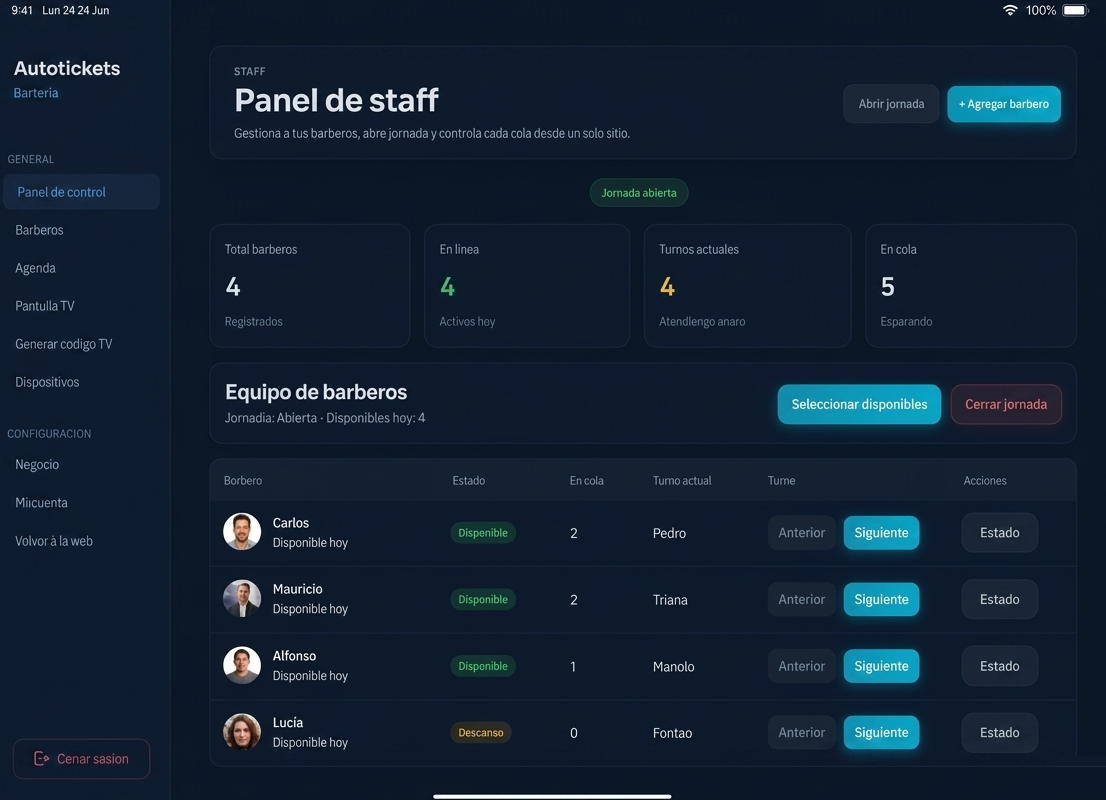 9:41 Lun 24 24 Jun
100%
Autotickets
Barteria
GENERAL
Panel de control
Barberos
Agenda
Pantulla TV
Generar codigo TV
Dispositivos
CONFIGURACION
Negocio
Miıcuenta
Volvor à la web
Cenar sasion
STAFF
Panel de staff
Gestiona a tus barberos, abre jornada y controla cada cola desde un solo sitio.
Abrir jornada
+ Agregar barbero
Jornada abierta
Total barberos
4
Registrados
En linea
4
Activos hey
Turnos actuales
4
Atendlengo anaro
En cola
5
Esparando
Equipo de barberos
Jornadia: Abierta · Disponibles hoy: 4
Seleccionar disponibles
Cerrar jornada
Borbero Estado En cola Tumo actual Tume Acciones
Carlos
Disponible hoy
Dispenible 2 Pedro Anterior Siguiente Estado
Mauricio
Disponible hoy
Disponible 2 Triana Anterior Siguiente Estado
Alfonso
Disponible hoy
Disponible 1 Manolo Anterior Siguiente Estado
Lucía
Disponible hoy
Descanso 0 Fontao Anterior Siguiente Estado